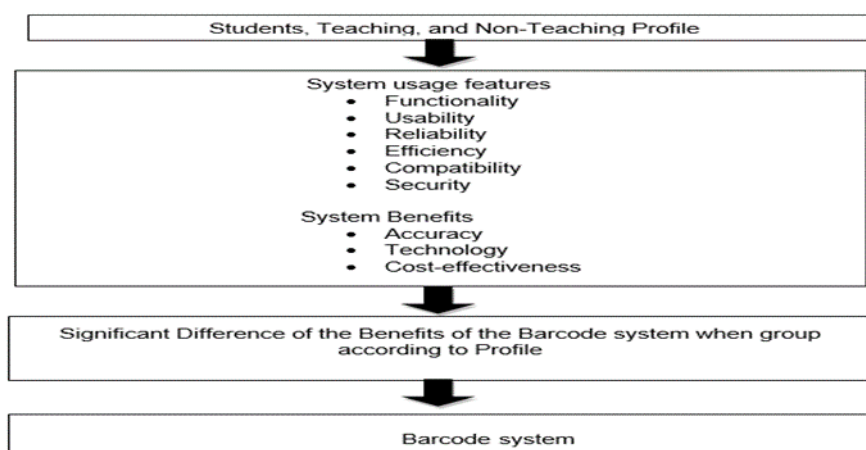 Students, Teaching, and Non-Teaching Profile
System usage features
• Functionality
• Usability
• Reliability
• Efficiency
• Compatibility
• Security
System Benefits
• Accuracy
• Technology
• Cost-effectiveness
Significant Difference of the Benefits of the Barcode system when group
according to Profile
Barcode system